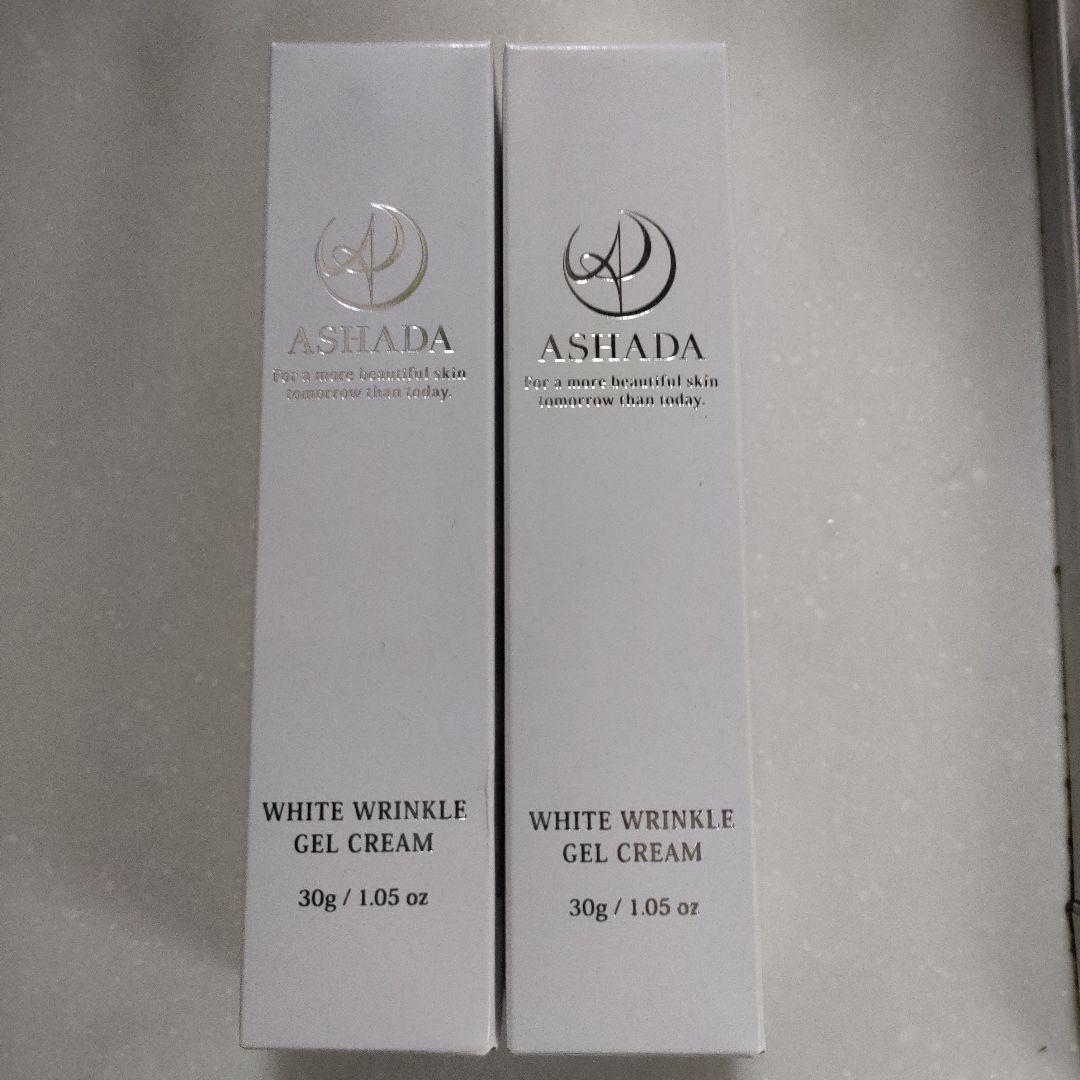 ASHADA
For a more beautiful skin
tomorrow than today.
WHITE WRINKLE
GEL CREAM
30g / 1.05 oz
ASHADA
For a more beautiful skin
tomorrow than today.
WHITE WRINKLE
GEL CREAM
30g / 1.05 oz